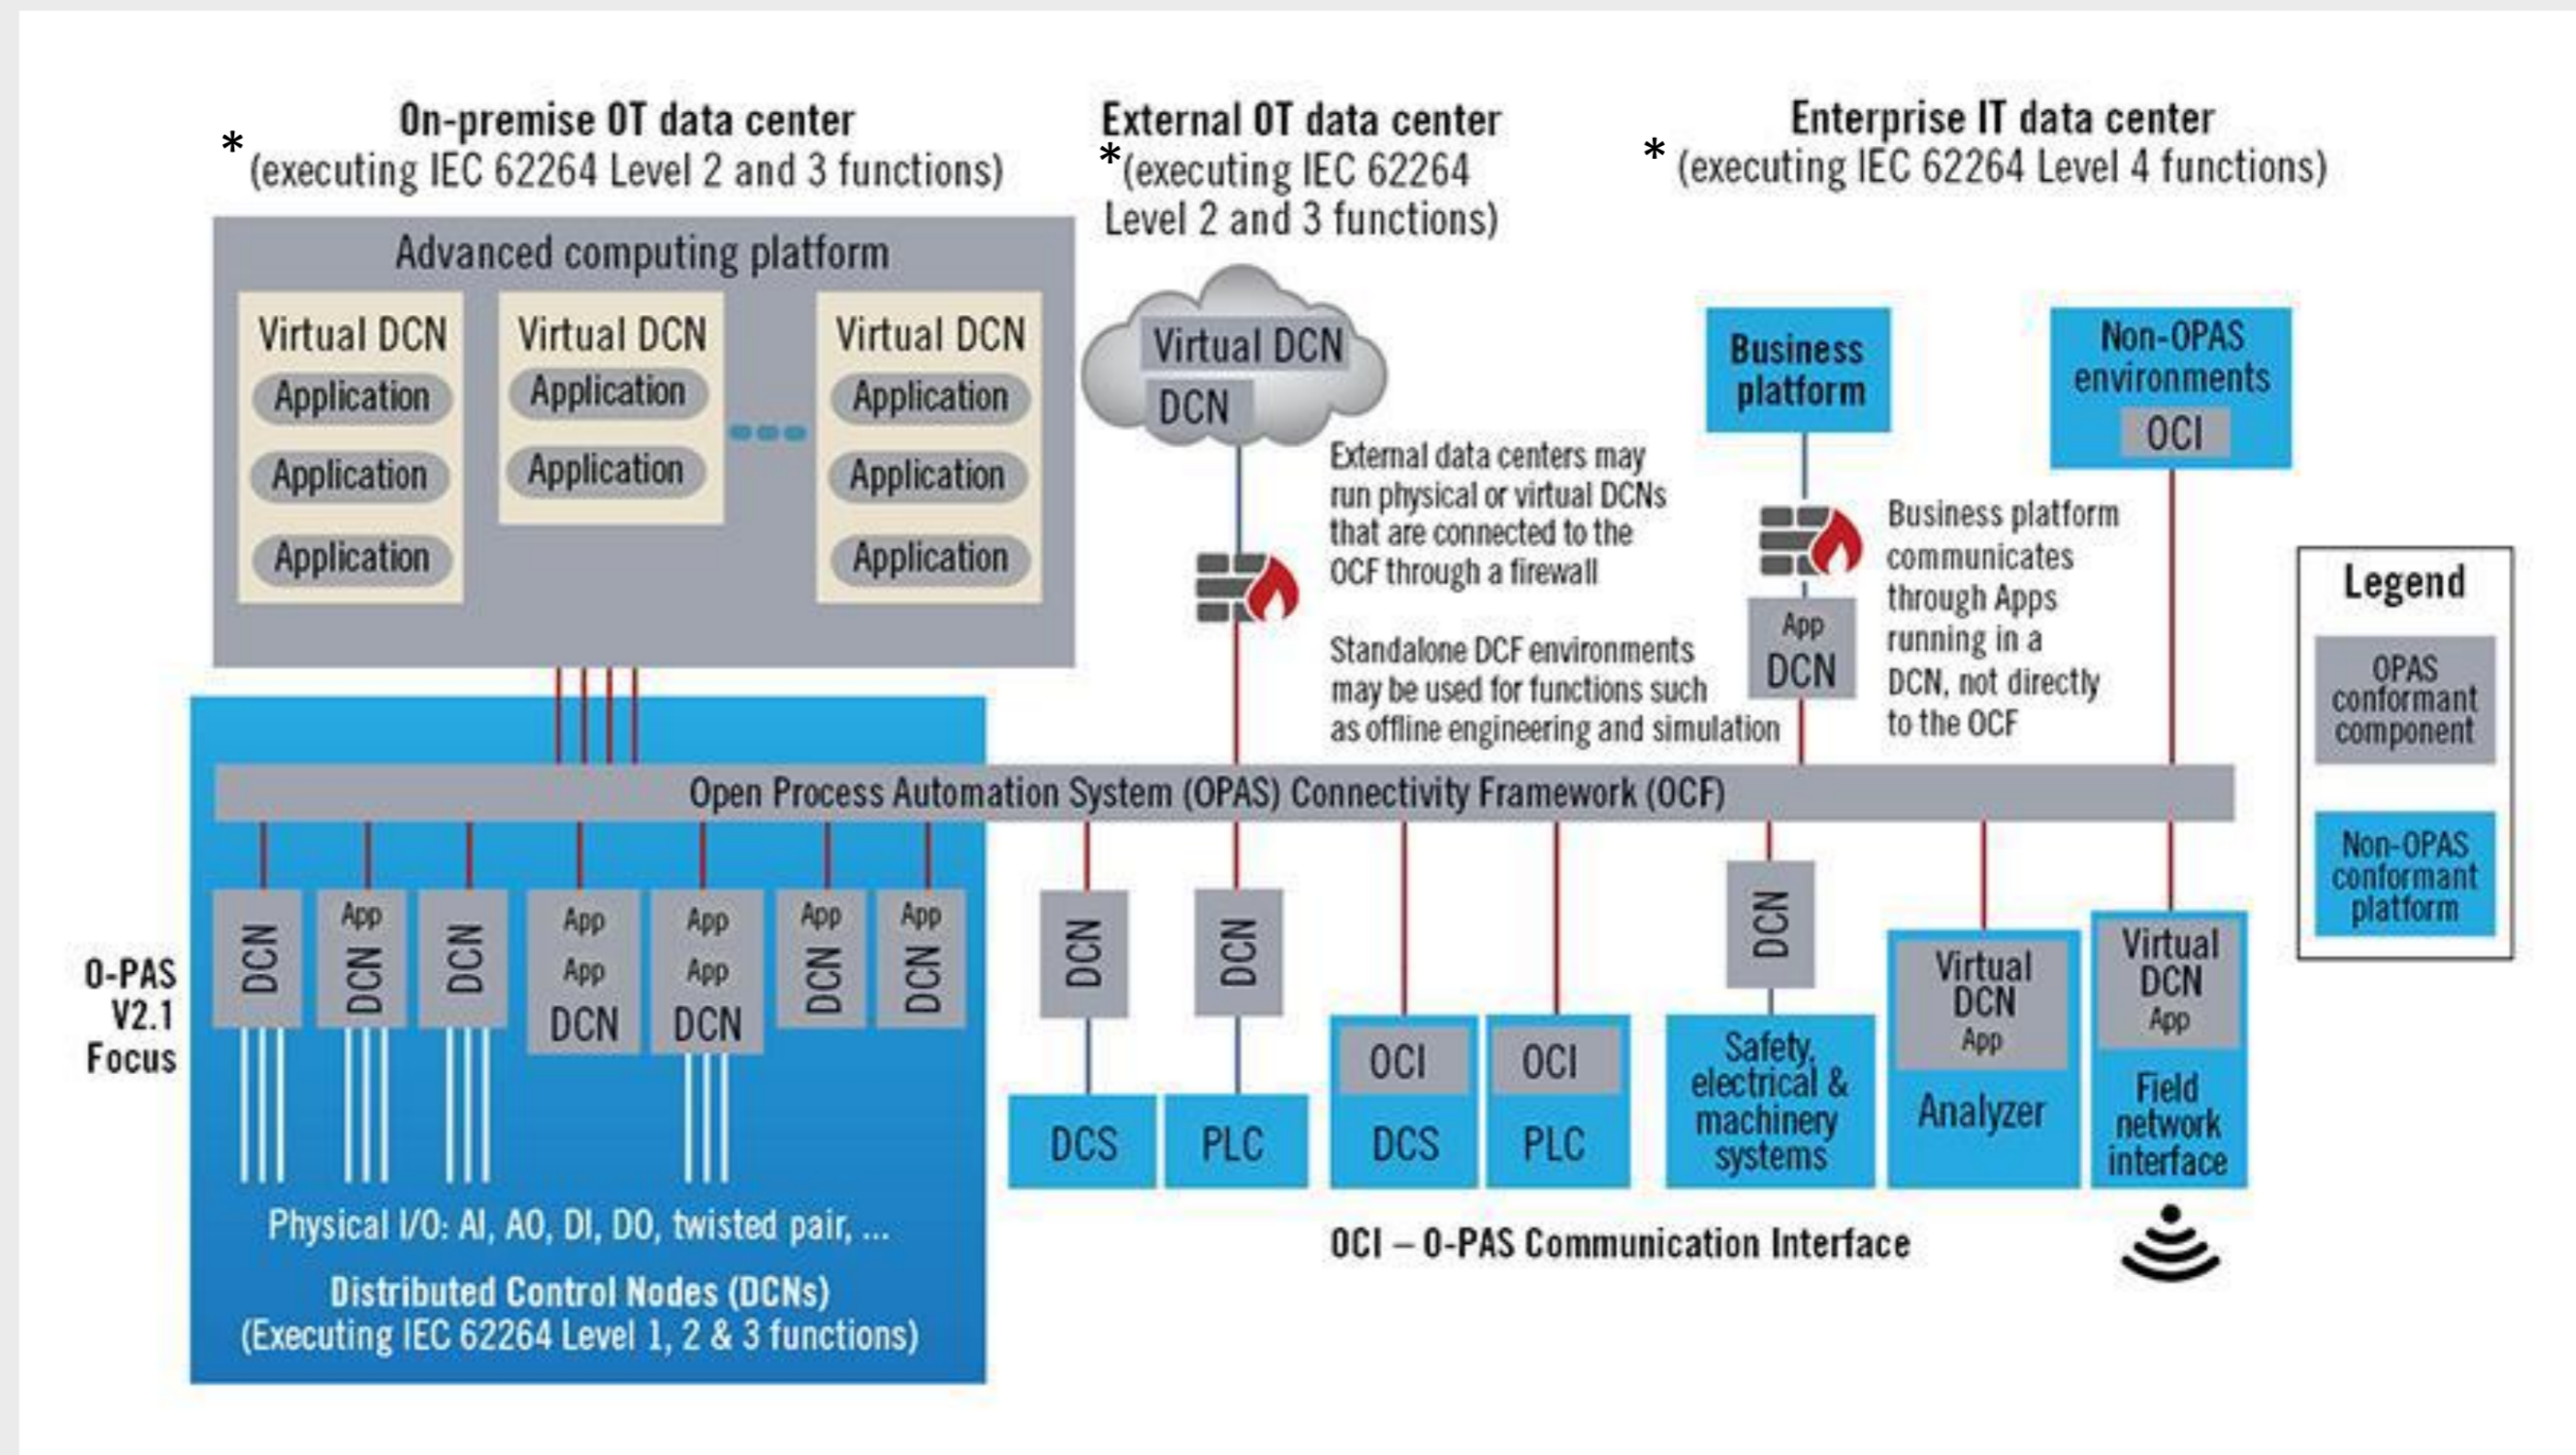 On-premise OT data center
* (executing IEC 62264 Level 2 and 3 functions)
External OT data center
*(executing IEC 62264
Level 2 and 3 functions)
Enterprise IT data center
* (executing IEC 62264 Level 4 functions)
Advanced computing platform
Virtual DCN
Application
Application
Application
Virtual DCN
Application
Application
Virtual DCN
Application
Application
Application
Virtual DCN
DCN
External data centers may
run physical or virtual DCNs
that are connected to the
OCF through a firewall
Standalone DCF environments
may be used for functions such
as offline engineering and simulation
Business
platform
App
DCN
Business platform
communicates
through Apps
running in a
DCN, not directly
to the OCF
Non-OPAS
environments
OCI
Legend
OPAS
conformant
component
Non-OPAS
conformant
platform
Open Process Automation System (OPAS) Connectivity Framework (OCF)
O-PAS
V2.1
Focus
DCN
App
DCN
DCN
App
App
DCN
App
App
DCN
App
DCN
App
DCN
Physical I/O: AI, AO, DI, DO, twisted pair, ...
Distributed Control Nodes (DCNs)
(Executing IEC 62264 Level 1, 2 & 3 functions)
DCN
DCS
DCN
PLC
OCI
DCS
OCI
PLC
DCN
Safety,
electrical &
machinery
systems
Virtual
DCN
App
Analyzer
Virtual
DCN
App
Field
network
interface
OCI – O-PAS Communication Interface